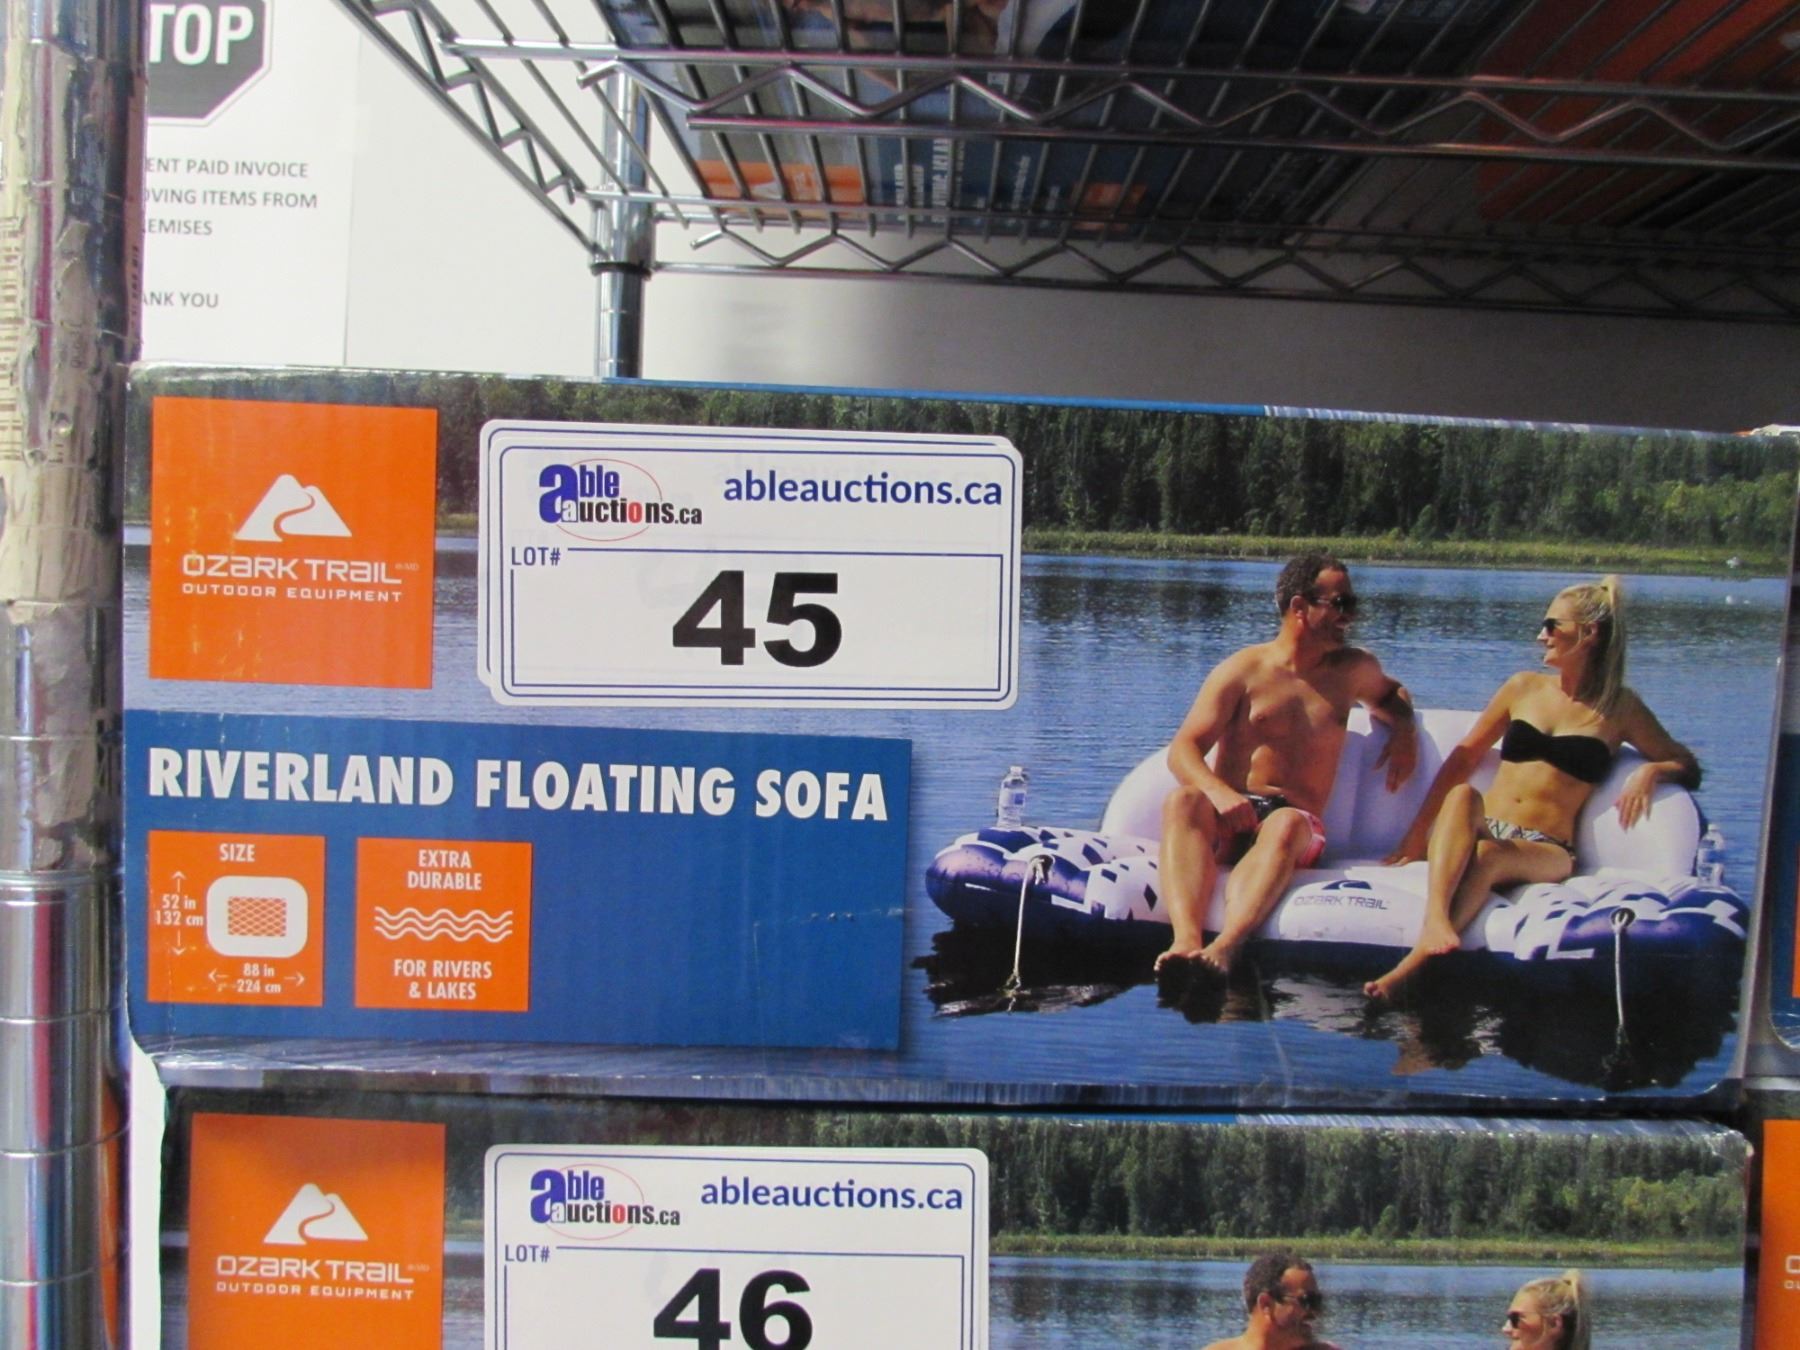 TOP
ENT PAID INVOICE
OVING ITEMS FROM
EMISES
ANK YOU
OZARK TRAIL
OUTDOOR EQUIPMENT
able auctions.ca
ableauctions.ca
LOT#
45
RIVERLAND FLOATING SOFA
SIZE
52 in
132 cm
88 in
224 cm
EXTRA
DURABLE
FOR RIVERS
& LAKES
OZARK TRAIL
OZARK TRAIL
OUTDOOR EQUIPMENT
able auctions.ca
ableauctions.ca
LOT#
46